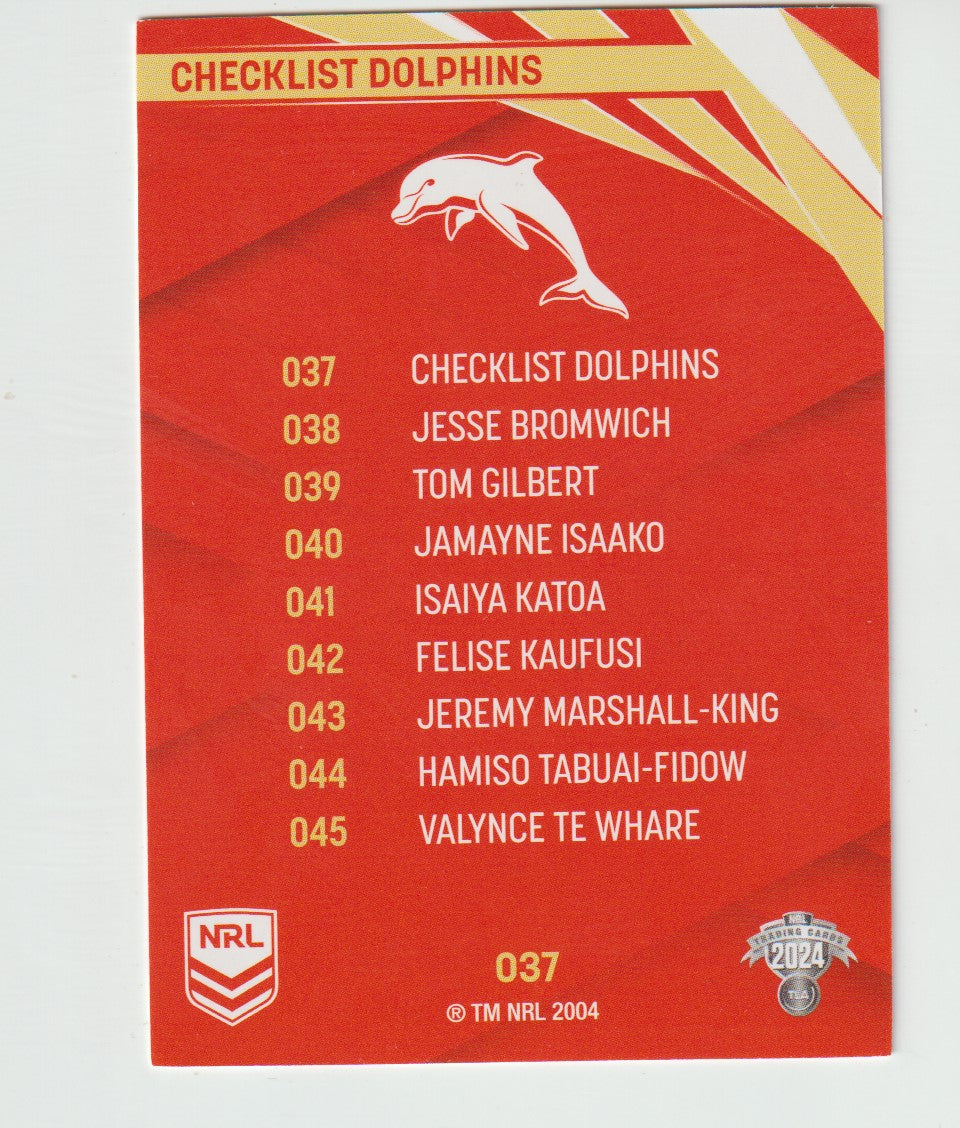 CHECKLIST DOLPHINS
037 CHECKLIST DOLPHINS
038 JESSE BROMWICH
039 TOM GILBERT
040 JAMAYNE ISAAKO
041 ISAIYA KATOA
042 FELISE KAUFUSI
043 JEREMY MARSHALL-KING
044 HAMISO TABUAI-FIDOW
045 VALYNCE TE WHARE
NRL
037
® TM NRL 2004
NRL
TRADING CARDS
2024
TLA